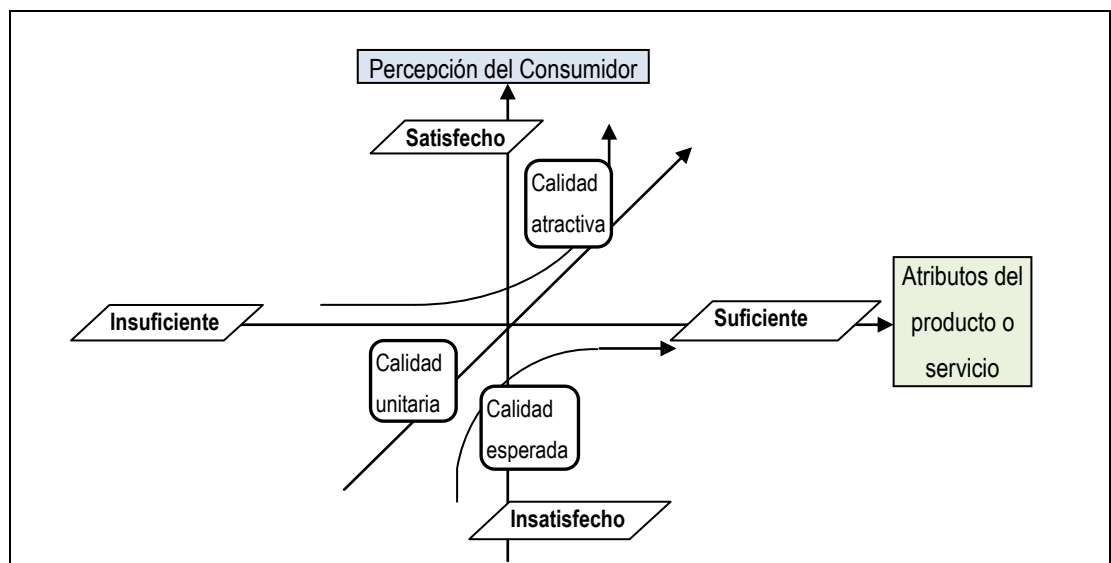 Percepción del Consumidor
Satisfecho
Calidad
atractiva
Insuficiente
Suficiente
Atributos del
producto o
servicio
Calidad
unitaria
Calidad
esperada
Insatisfecho